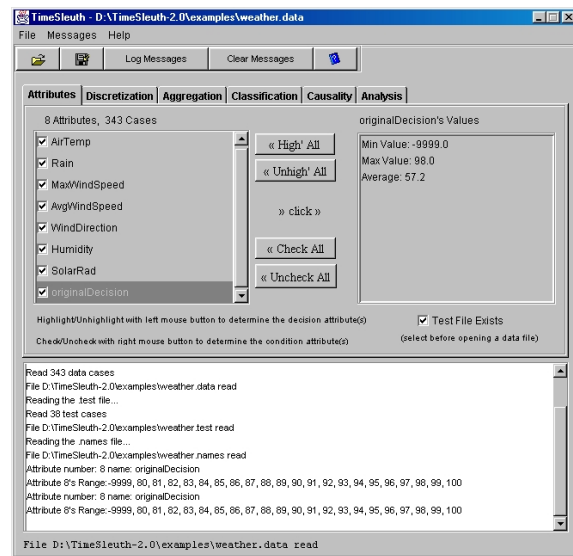 TimeSleuth - D:\TimeSleuth-2.0\examples\weather.data
File Messages Help
Log Messages Clear Messages
Attributes Discretization Aggregation Classification Causality Analysis
8 Attributes, 343 Cases
AirTemp
Rain
MaxWindSpeed
AvgWindSpeed
WindDirection
Humidity
SolarRad
originalDecision
« High' All
« Unhigh' All
» click »
« Check All
« Uncheck All
originalDecision's Values
Min Value: -9999.0
Max Value: 98.0
Average: 57.2
Highlight/Unhighlight with left mouse button to determine the decision attribute(s)
Check/Uncheck with right mouse button to determine the condition attribute(s)
Test File Exists
(select before opening a data file)
Read 343 data cases
File D:\TimeSleuth-2.0\examples\weather.data read
Reading the .test file...
Read 38 test cases
File D:\TimeSleuth-2.0\examples\weather.test read
Reading the .names file...
File D:\TimeSleuth-2.0\examples\weather.names read
Attribute number: 8 name: originalDecision
Attribute 8's Range:-9999, 80, 81, 82, 83, 84, 85, 86, 87, 88, 89, 90, 91, 92, 93, 94, 95, 96, 97, 98, 99, 100
Attribute number: 8 name: originalDecision
Attribute 8's Range:-9999, 80, 81, 82, 83, 84, 85, 86, 87, 88, 89, 90, 91, 92, 93, 94, 95, 96, 97, 98, 99, 100
File D:\TimeSleuth-2.0\examples\weather.data read